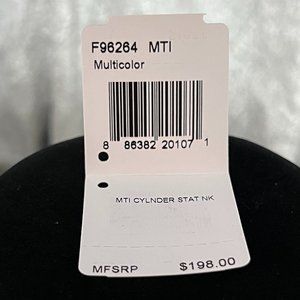 F96264 MTI
Multicolor
8 86382 20107 1
MTI CYLNDER STAT NK
MFSRP $198.00